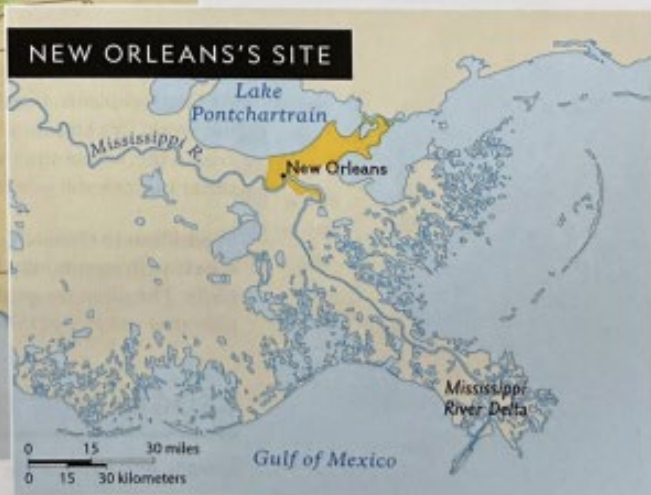 NEW ORLEANS'S SITE
Lake
Pontchartrain
Mississippi R.
New Orleans
Mississippi
River Delta
Gulf of Mexico
0 15 30 miles
0 15 30 kilometers